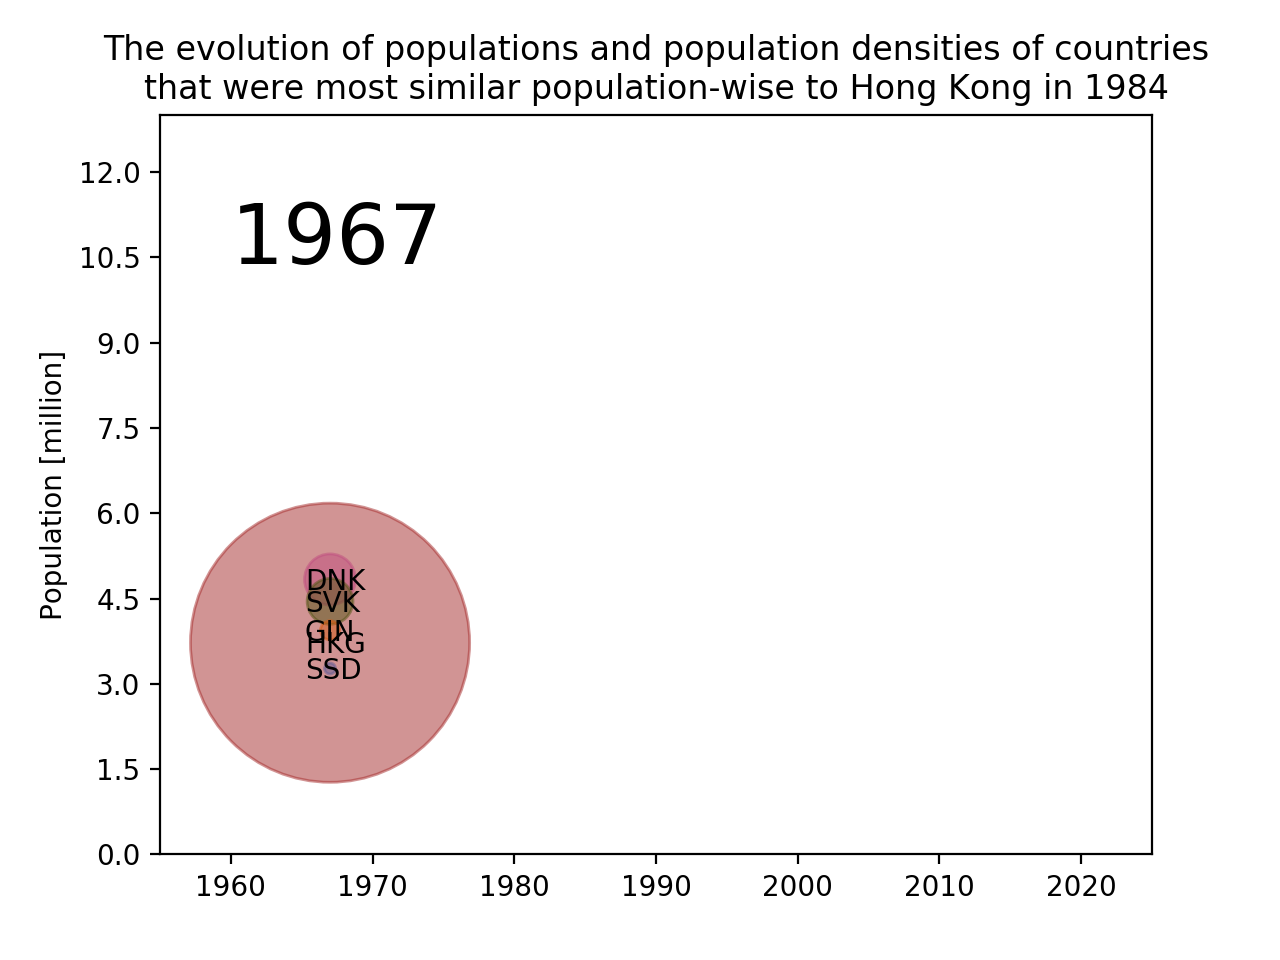 The evolution of populations and population densities of countries
that were most similar population-wise to Hong Kong in 1984
12.0
1967
10.5
9.0
Population [million]
7.5
6.0
DNK
4.5
SVK
GIN
HKG
SSD
3.0
1.5
0.0
1960 1970 1980 1990 2000 2010 2020